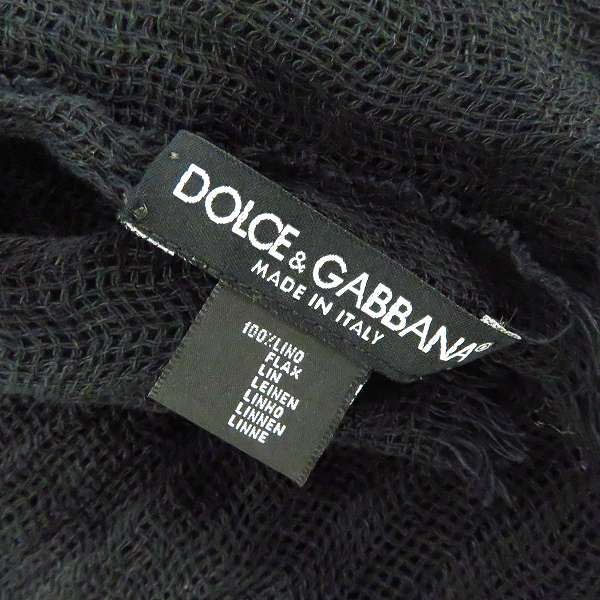 DOLCE & GABBANA®
MADE IN ITALY
100%LINO
FLAX
LIN
LEINEN
LINHO
LINNEN
LINNE